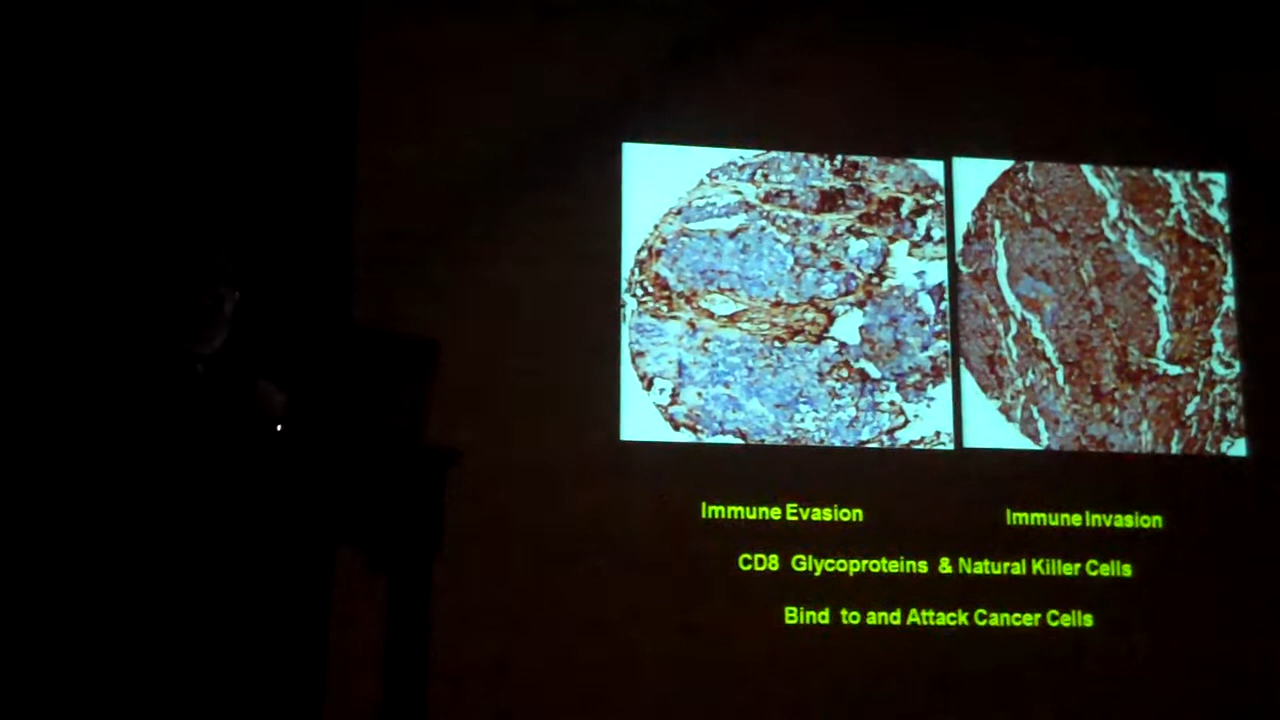 Immune Evasion
Immune Invasion
CD8 Glycoproteins & Natural Killer Cells
Bind to and Attack Cancer Cells